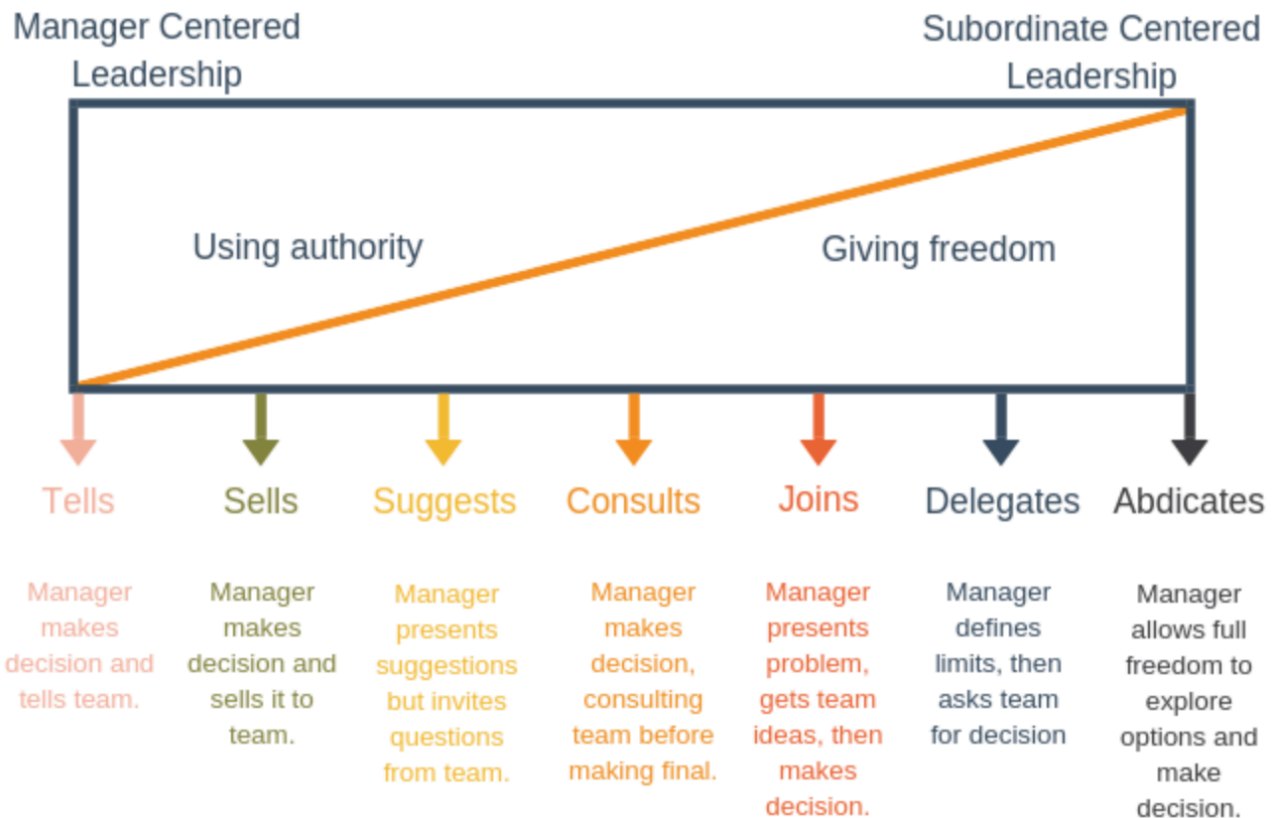 Manager Centered
Leadership
Subordinate Centered
Leadership
Using authority
Giving freedom
Tells
Sells
Suggests
Consults
Joins
Delegates
Abdicates
Manager
makes
decision and
tells team.
Manager
makes
decision and
sells it to
team.
Manager
presents
suggestions
but invites
questions
from team.
Manager
makes
decision,
consulting
team before
making final.
Manager
presents
problem,
gets team
ideas, then
makes
decision.
Manager
defines
limits, then
asks team
for decision
Manager
allows full
freedom to
explore
options and
make
decision.